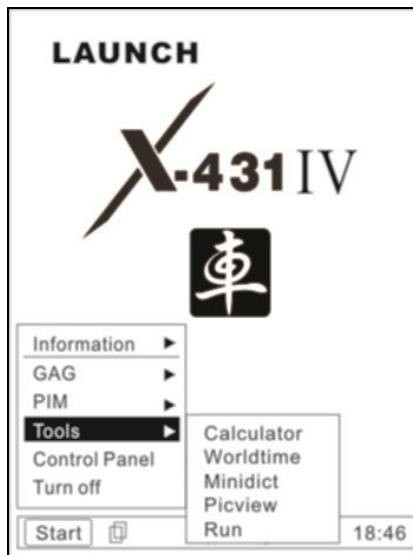 LAUNCH
X-431 IV
車
Information
GAG
PIM
Tools
Control Panel
Turn off
Calculator
Worldtime
Minidict
Picview
Run
Start
18:46